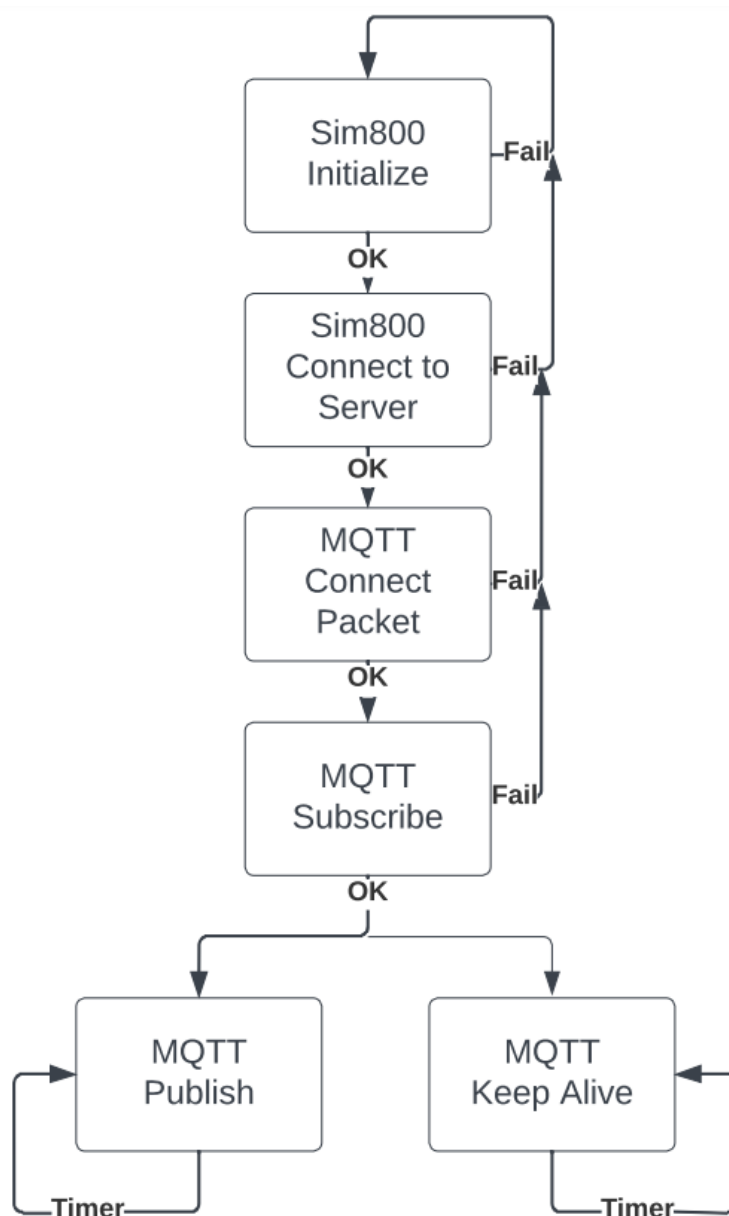 Sim800
Initialize
Fail
OK
Sim800
Connect to
Server
Fail
OK
MQTT
Connect
Packet
Fail
OK
MQTT
Subscribe
Fail
OK
MQTT
Publish
MQTT
Keep Alive
Timer
Timer